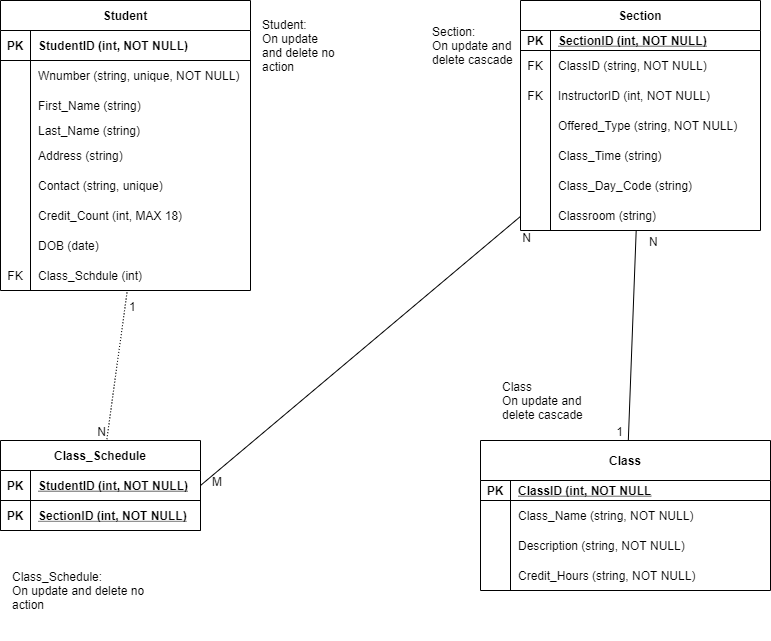 Student
PK StudentID (int, NOT NULL)
Wnumber (string, unique, NOT NULL)
First_Name (string)
Last_Name (string)
Address (string)
Contact (string, unique)
Credit_Count (int, MAX 18)
DOB (date)
FK Class_Schdule (int)
Student:
On update
and delete no
action
Section:
On update and
delete cascade
Section
PK SectionID (int, NOT NULL)
FK ClassID (string, NOT NULL)
FK InstructorID (int, NOT NULL)
Offered_Type (string, NOT NULL)
Class_Time (string)
Class_Day_Code (string)
Classroom (string)
N
N
1
N
M
1
Class_Schedule
PK StudentID (int, NOT NULL)
PK SectionID (int, NOT NULL)
Class_Schedule:
On update and delete no
action
Class
On update and
delete cascade
Class
PK ClassID (int, NOT NULL
Class_Name (string, NOT NULL)
Description (string, NOT NULL)
Credit_Hours (string, NOT NULL)